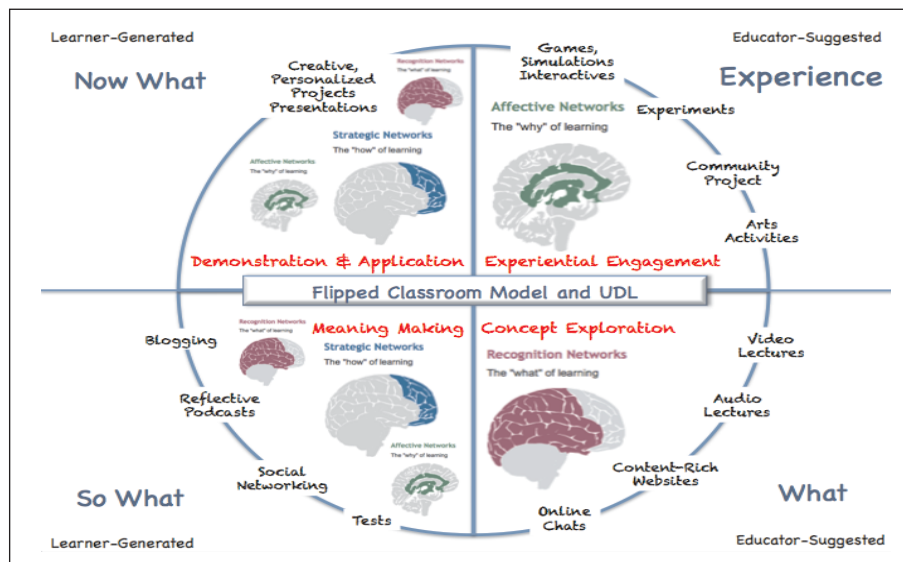 Learner-Generated
Educator-Suggested
Now What
Experience
Creative,
Personalized
Projects
Presentations
Recognition Networks
The "what" of learning
Strategic Networks
The "how" of learning
Affective Networks
The "why" of learning
Demonstration & Application
Games,
Simulations
Interactives
Affective Networks
The "why" of learning
Experiments
Community
Project
Arts
Activities
Experiential Engagement
Flipped Classroom Model and UDL
Blogging
Reflective
Podcasts
Social
Networking
Tests
Recognition Networks
The "what" of learning
Meaning Making
Strategic Networks
The "how" of learning
Affective Networks
The "why" of learning
Concept Exploration
Recognition Networks
The "what" of learning
Video
Lectures
Audio
Lectures
Content-Rich
Websites
Online
Chats
So What
What
Learner-Generated
Educator-Suggested